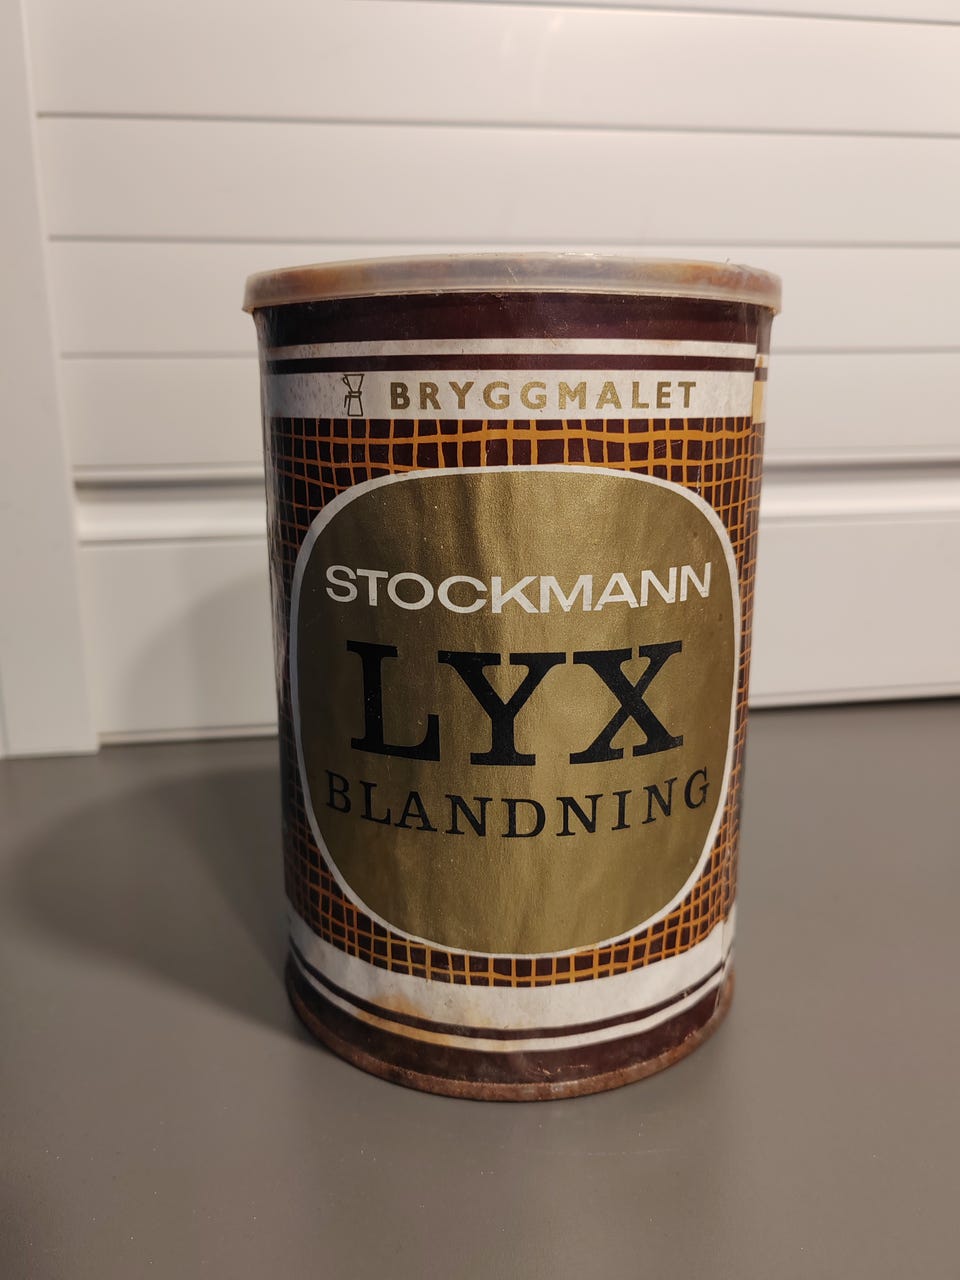 BRYGGMALET
STOCKMANN
LYX
BLANDNING